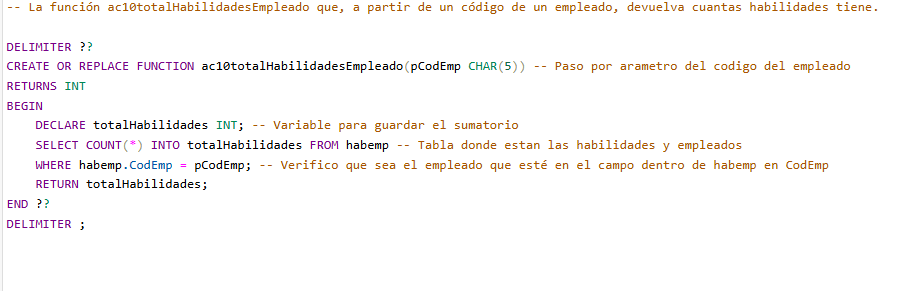 -- La función ac10totalHabilidadesEmpleado que, a partir de un código de un empleado, devuelva cuantas habilidades tiene.
DELIMITER ??
CREATE OR REPLACE FUNCTION ac10totalHabilidadesEmpleado(pCodEmp CHAR(5)) -- Paso por arametro del codigo del empleado
RETURNS INT
BEGIN
DECLARE totalHabilidades INT; -- Variable para guardar el sumatorio
SELECT COUNT(*) INTO totalHabilidades FROM habemp -- Tabla donde estan las habilidades y empleados
WHERE habemp.CodEmp = pCodEmp; -- Verifico que sea el empleado que esté en el campo dentro de habemp en CodEmp
RETURN totalHabilidades;
END ??
DELIMITER ;